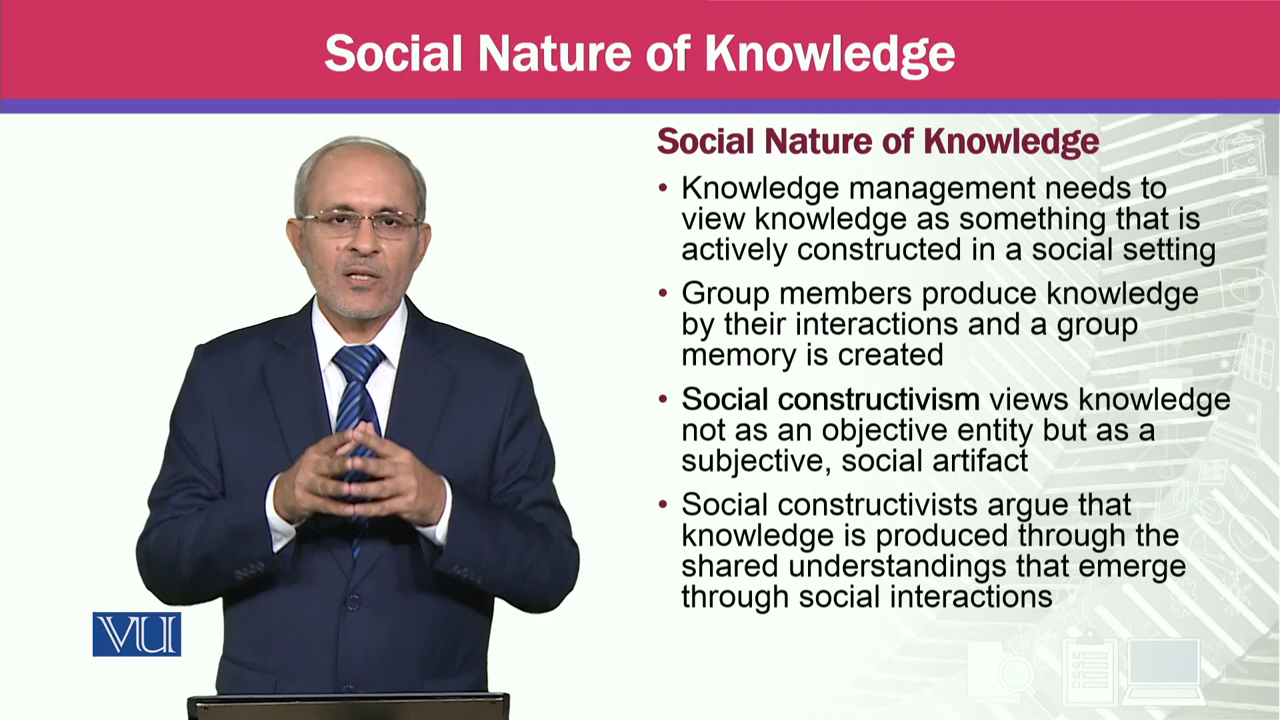 Social Nature of Knowledge
Social Nature of Knowledge
• Knowledge management needs to
view knowledge as something that is
actively constructed in a social setting
• Group members produce knowledge
by their interactions and a group
memory is created
• Social constructivism views knowledge
not as an objective entity but as a
subjective, social artifact
• Social constructivists argue that
knowledge is produced through the
shared understandings that emerge
through social interactions
VU